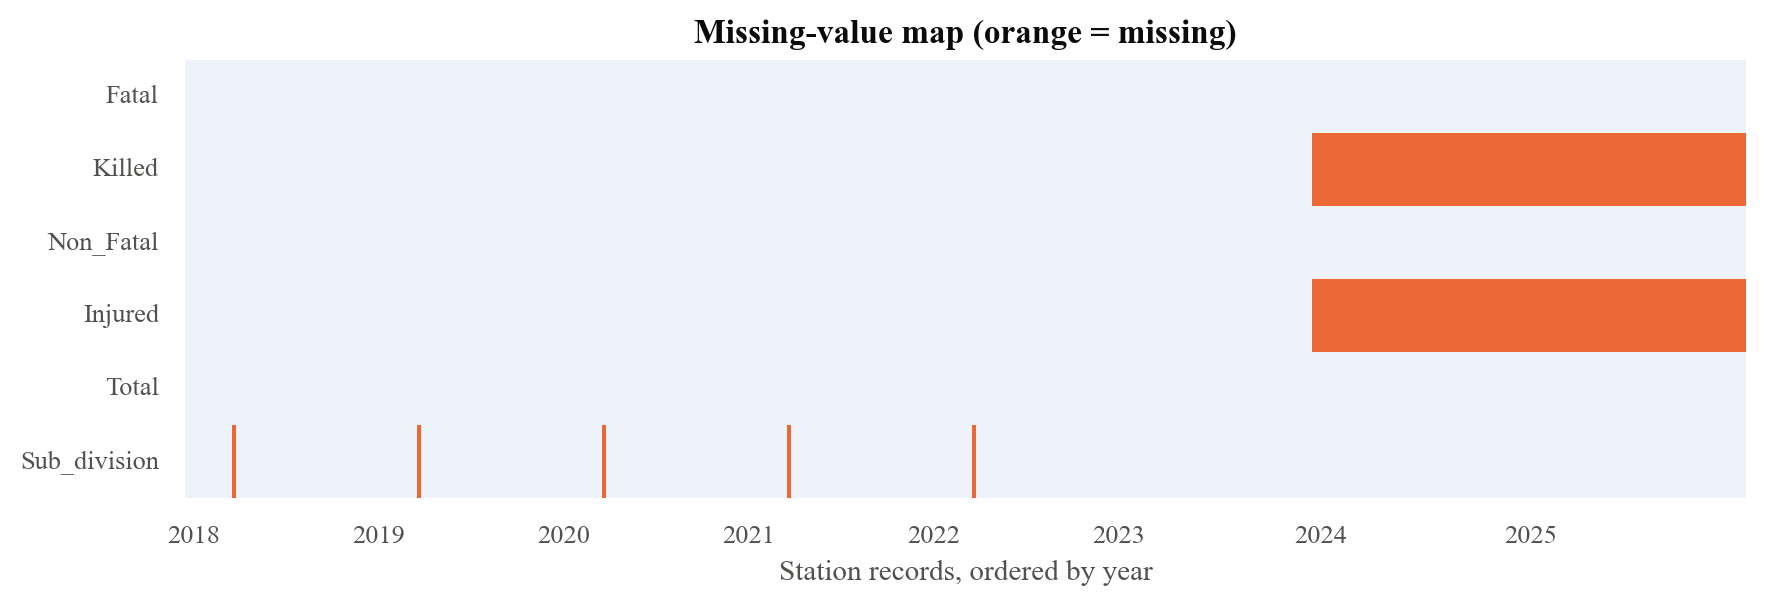 Missing-value map (orange = missing)
Fatal
Killed
Non_Fatal
Injured
Total
Sub_division
2018 2019 2020 2021 2022 2023 2024 2025
Station records, ordered by year